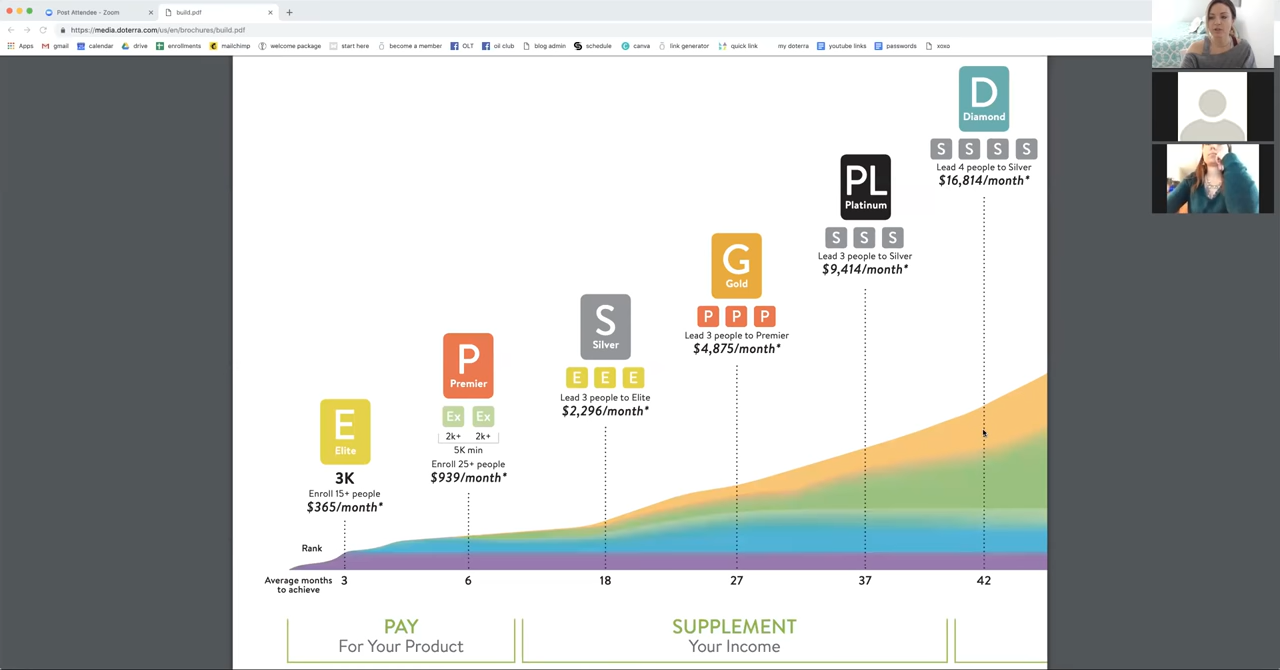 Post Attendee - Zoom
build.pdf
https://media.doterra.com/us/en/brochures/build.pdf
Apps gmail calendar drive enrollments mailchimp welcome package start here become a member OLT oil club blog admin schedule canva link generator quick link my doterra youtube links passwords xoxo
D
Diamond
S S S S
Lead 4 people to Silver
$16,814/month*
PL
Platinum
S S S
Lead 3 people to Silver
$9,414/month*
G
Gold
P P P
Lead 3 people to Premier
$4,875/month*
S
Silver
E E E
Lead 3 people to Elite
$2,296/month*
P
Premier
Ex Ex
2k+ 2k+
5K min
Enroll 25+ people
$939/month*
E
Elite
3K
Enroll 15+ people
$365/month*
Rank
Average months
to achieve
3 6 18 27 37 42
PAY
For Your Product
SUPPLEMENT
Your Income